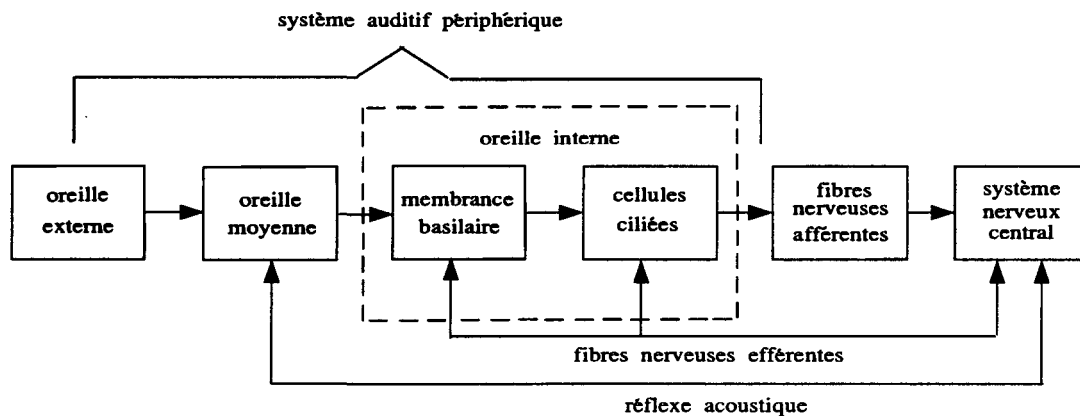 système auditif périphérique
oreille interne
oreille
externe
oreille
moyenne
membrance
basilaire
cellules
ciliées
fibres
nerveuses
afférentes
système
nerveux
central
fibres nerveuses efférentes
réflexe acoustique